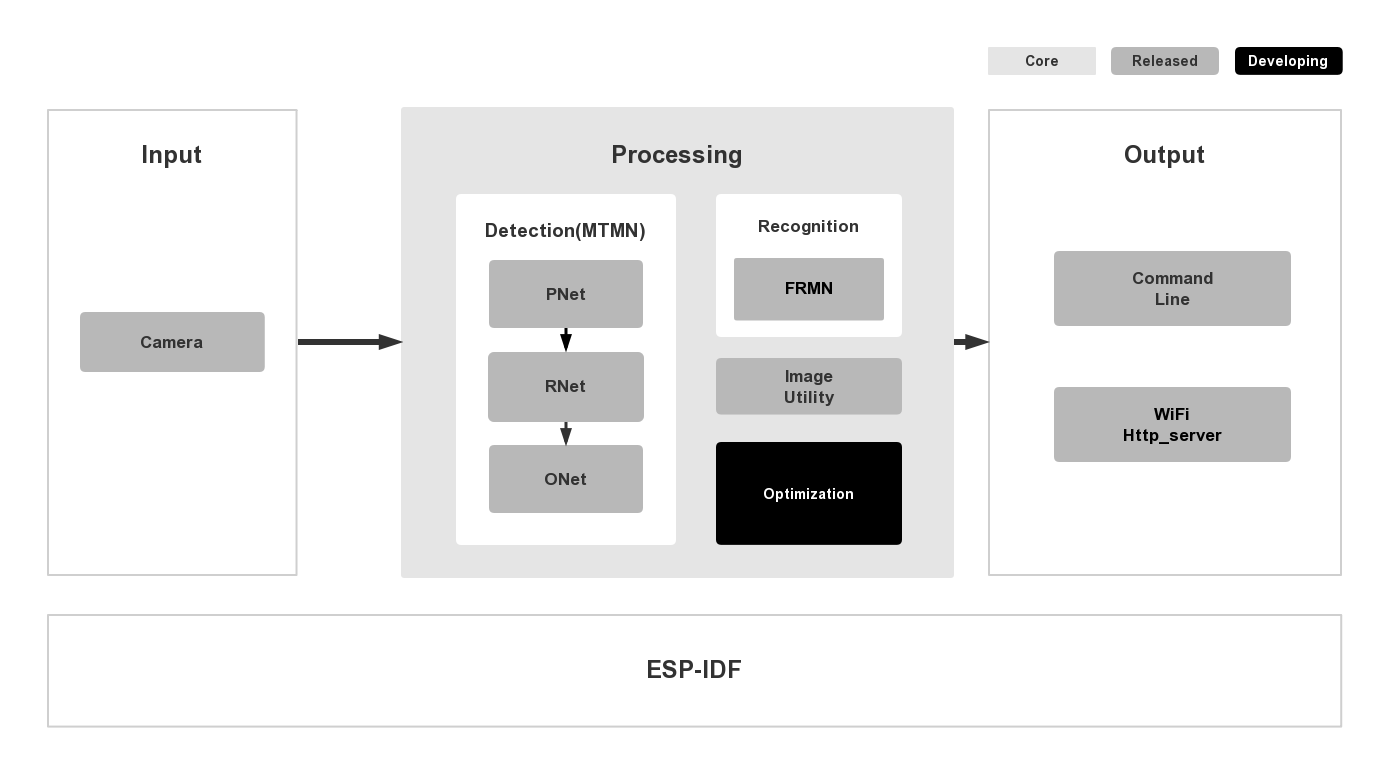 Core
Released
Developing
Input
Camera
Processing
Detection(MTMN)
PNet
RNet
ONet
Recognition
FRMN
Image
Utility
Optimization
Output
Command
Line
WiFi
Http_server
ESP-IDF